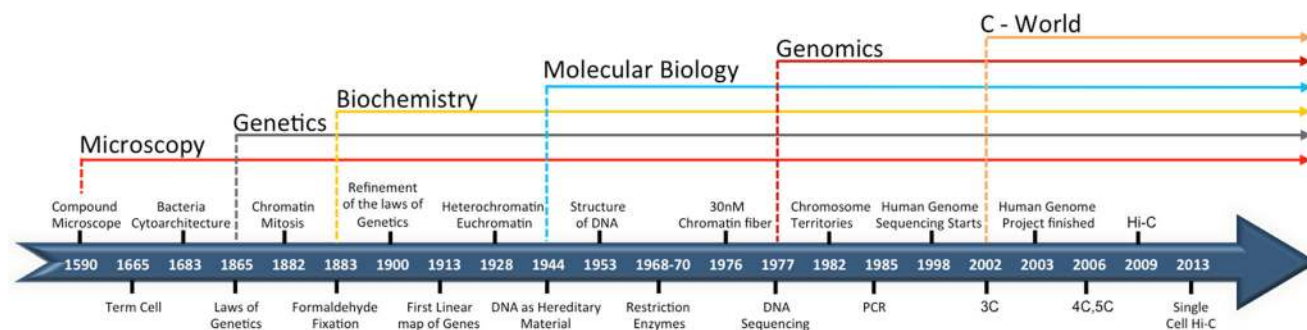 C - World
Genomics
Molecular Biology
Biochemistry
Genetics
Microscopy
Compound
Microscope
Bacteria
Cytoarchitecture
Chromatin
Mitosis
Refinement
of the laws of
Genetics
Heterochromatin
Euchromatin
Structure
of DNA
30nM
Chromatin fiber
Chromosome
Territories
Human Genome
Sequencing Starts
Human Genome
Project finished
Hi-C
1590 1665 1683 1865 1882 1883 1900 1913 1928 1944 1953 1968-70 1976 1977 1982 1985 1998 2002 2003 2006 2009 2013
Term Cell
Laws of
Genetics
Formaldehyde
Fixation
First Linear
map of Genes
DNA as Hereditary
Material
Restriction
Enzymes
DNA
Sequencing
PCR
3C
4C,5C
Single
Cell Hi-C